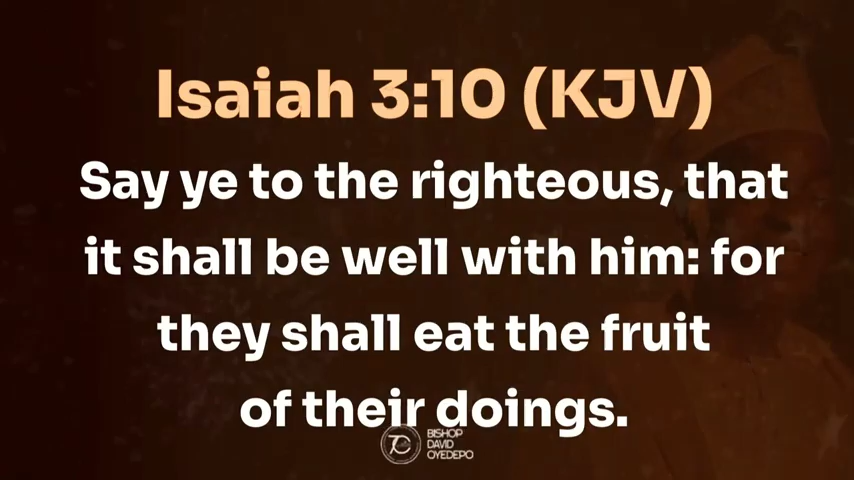 Isaiah 3:10 (KJV)
Say ye to the righteous, that
it shall be well with him: for
they shall eat the fruit
of their doings.
BISHOP
DAVID
OYEDEPO